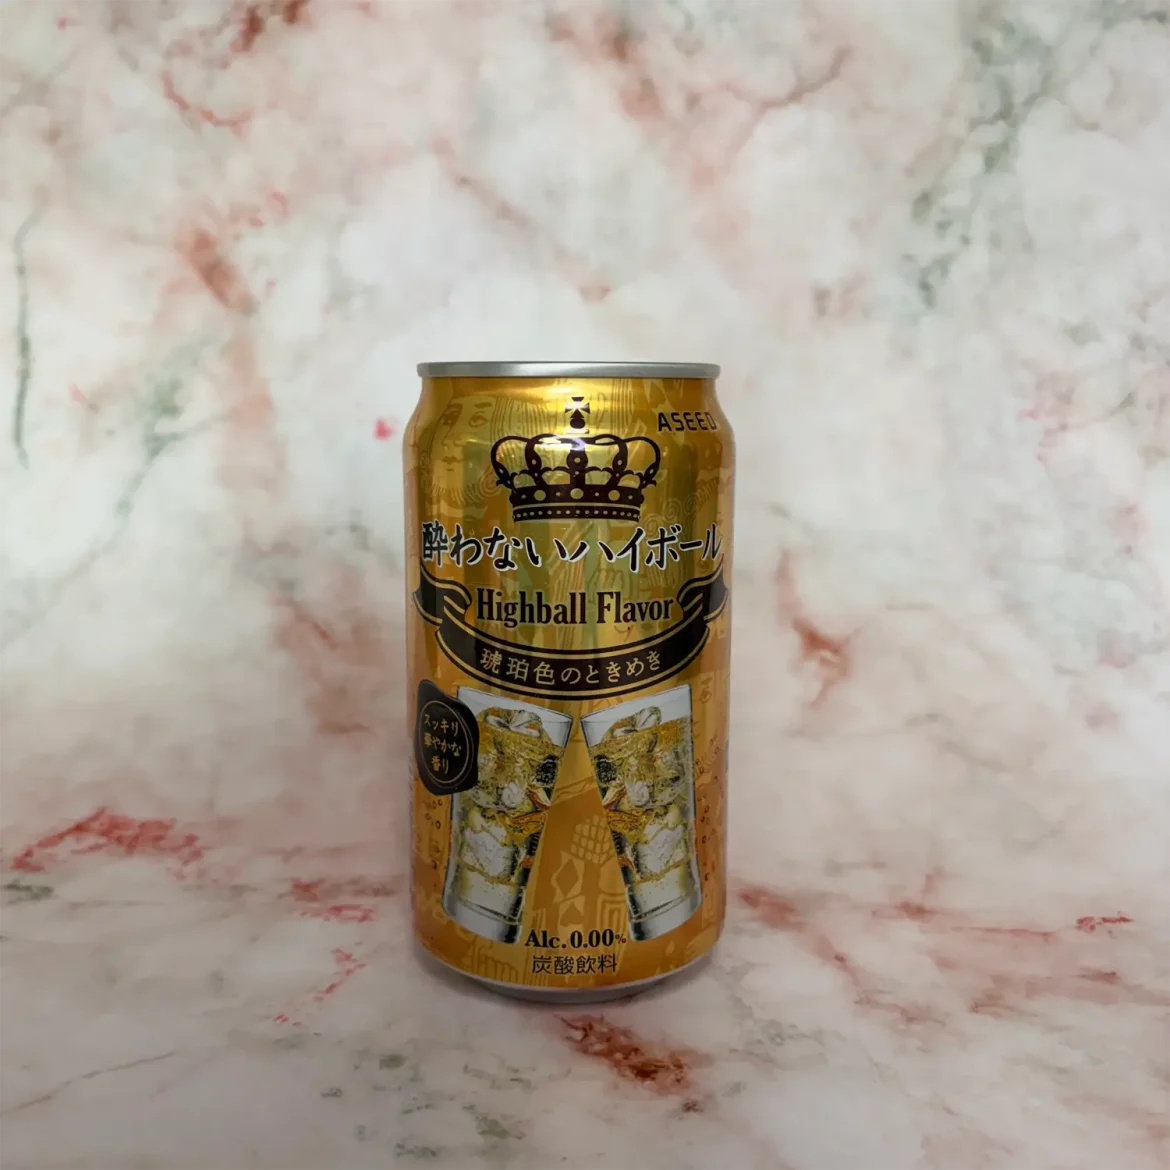 ASEED
酔わないハイボール
Highball Flavor
琥珀色のときめき
スッキリ
華やかな
香り
Alc.0.00%
炭酸飲料